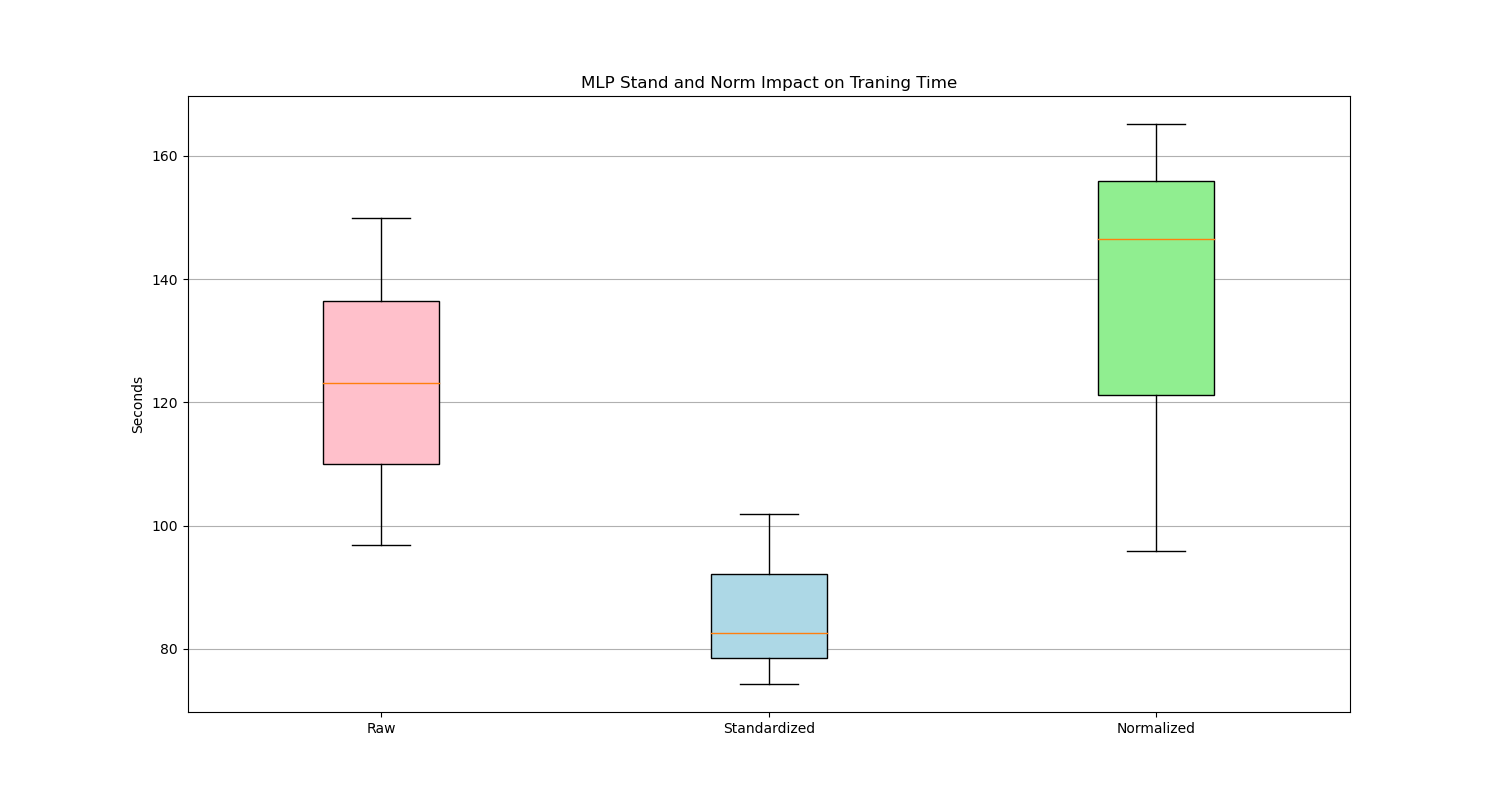 MLP Stand and Norm Impact on Traning Time
160
140
120
100
80
Seconds
Raw
Standardized
Normalized